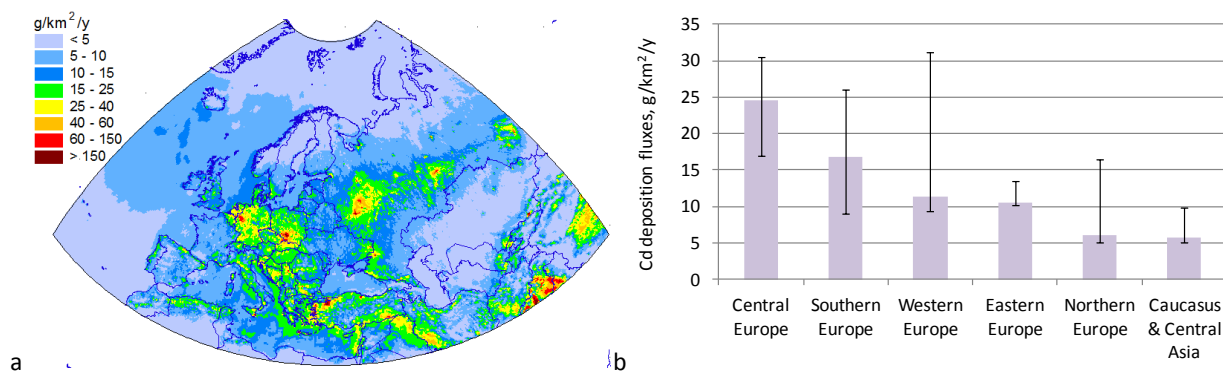 g/km²/y
< 5
5 - 10
10 - 15
15 - 25
25 - 40
40 - 60
60 - 150
> 150
a
Cd deposition fluxes, g/km²/y
35
30
25
20
15
10
5
0
Central
Europe
Southern
Europe
Western
Europe
Eastern
Europe
Northern
Europe
Caucasus
& Central
Asia
b